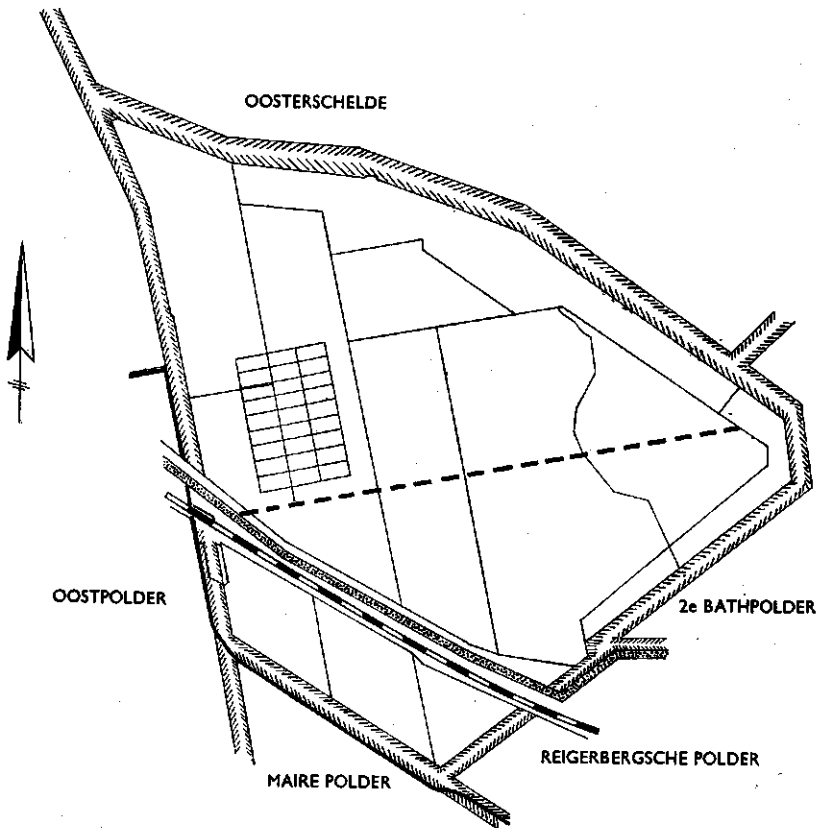 OOSTERSCHELDE
OOSTPOLDER
2e BATHPOLDER
REIGERBERGSCHE POLDER
MAIRE POLDER